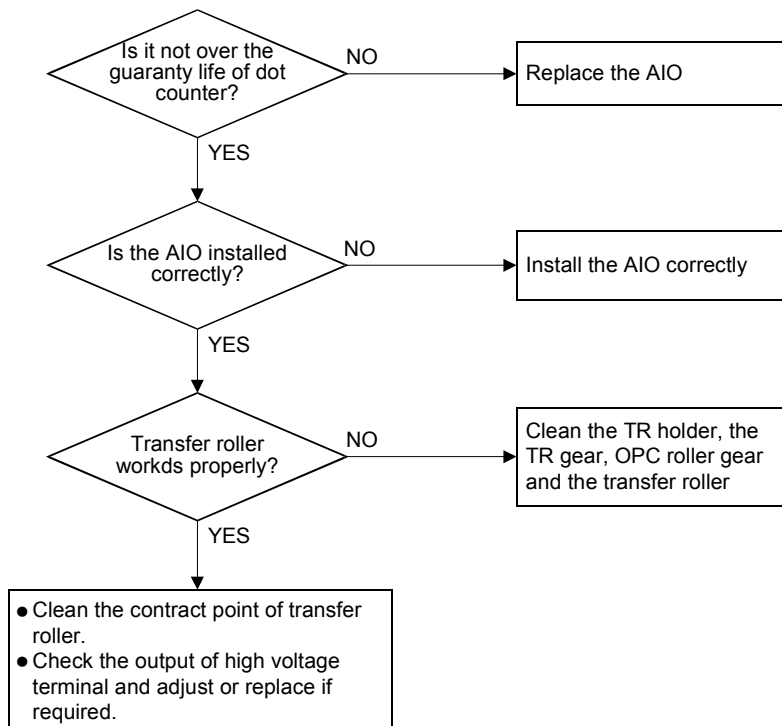 Is it not over the
guaranty life of dot
counter?
NO
Replace the AIO
YES
Is the AIO installed
correctly?
NO
Install the AIO correctly
YES
Transfer roller
workds properly?
NO
Clean the TR holder, the
TR gear, OPC roller gear
and the transfer roller
YES
● Clean the contract point of transfer
roller.
● Check the output of high voltage
terminal and adjust or replace if
required.